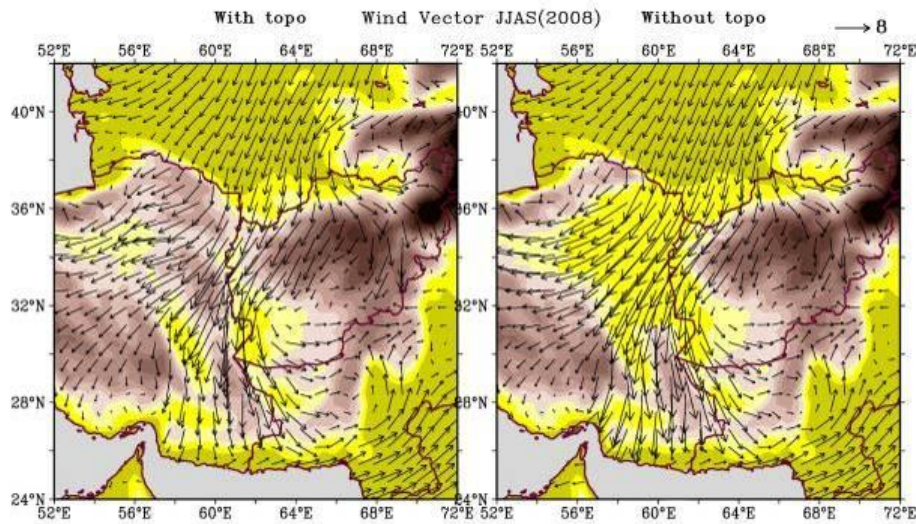 With topo Wind Vector JJAS(2008) Without topo
8
52°E 56°E 60°E 64°E 68°E 72°E 52°E 56°E 60°E 64°E 68°E 72°E
40°N 40°N
36°N 36°N
32°N 32°N
28°N 28°N
24°N 24°N
52°E 56°E 60°E 64°E 68°E 72°E 52°E 56°E 60°E 64°E 68°E 72°E